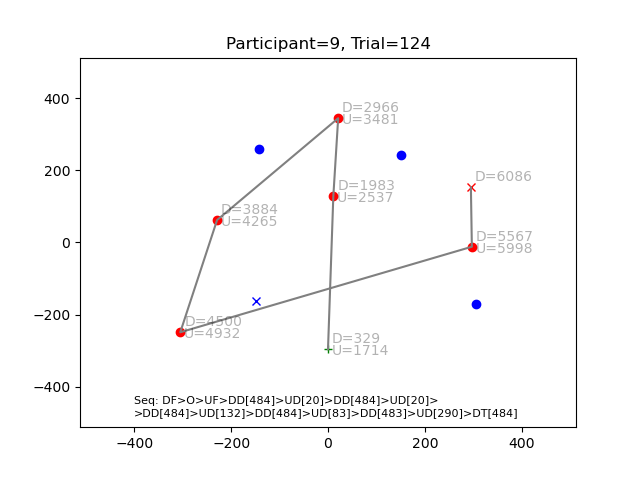 Participant=9, Trial=124
400
200
0
−200
−400
−400
−200
0
200
400
D=2966
U=3481
D=6086
D=1983
U=2537
D=3884
U=4265
D=5567
U=5998
D=4500
U=4932
D=329
U=1714
Seq: DF>O>UF>DD[484]>UD[20]>DD[484]>UD[20]>
>DD[484]>UD[132]>DD[484]>UD[83]>DD[483]>UD[290]>DT[484]